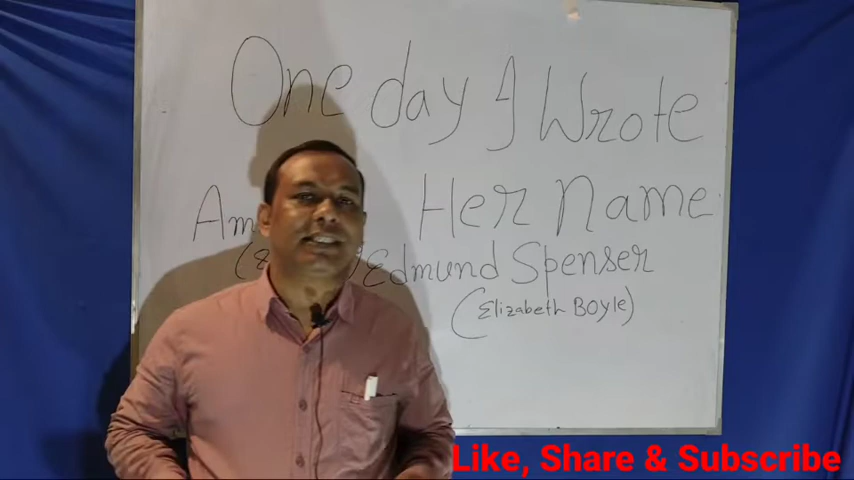 One day I Wrote
Her Name
Edmund Spenser
(Elizabeth Boyle)
Like, Share & Subscribe